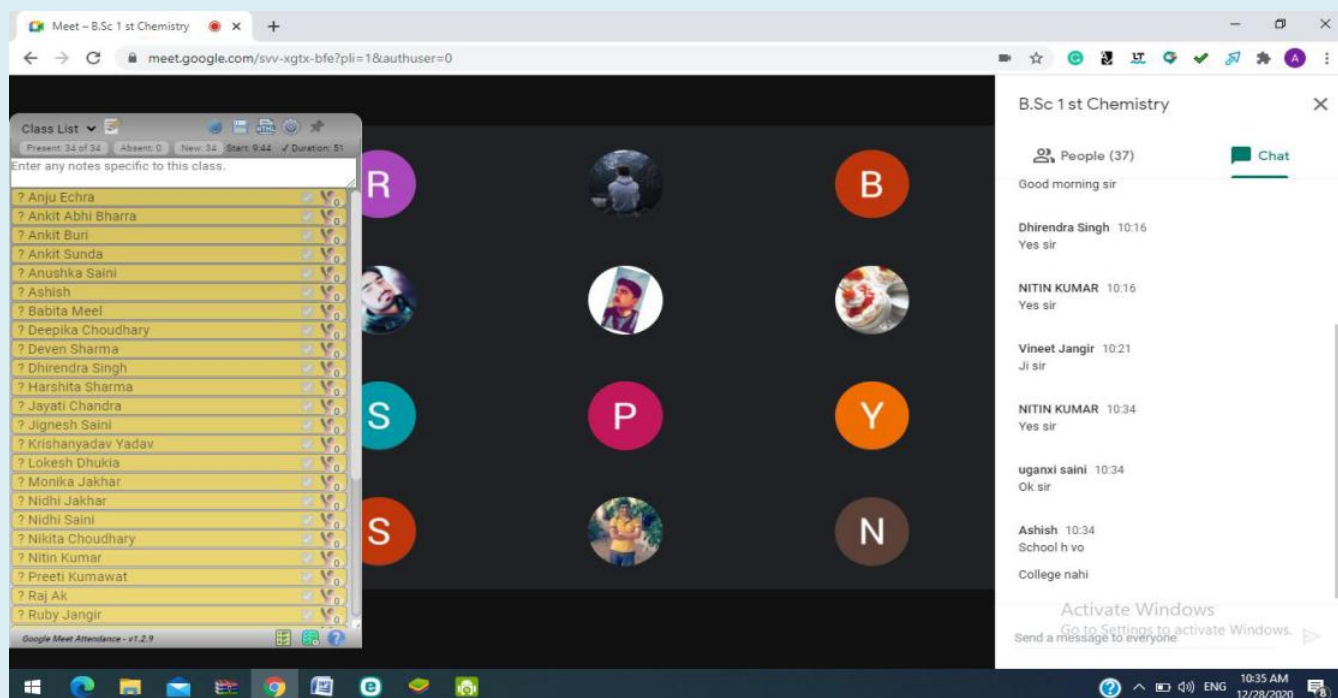 Meet – B.Sc 1 st Chemistry
meet.google.com/svv-xgtx-bfe?pli=1&authuser=0
A
Class List
Present: 34 of 34 Absent: 0 New: 34 Start: 9:44 ✓ Duration: 51
Enter any notes specific to this class.
? Anju Echra
? Ankit Abhi Bharra
? Ankit Buri
? Ankit Sunda
? Anushka Saini
? Ashish
? Babita Meel
? Deepika Choudhary
? Deven Sharma
? Dhirendra Singh
? Harshita Sharma
? Jayati Chandra
? Jignesh Saini
? Krishanyadav Yadav
? Lokesh Dhukia
? Monika Jakhar
? Nidhi Jakhar
? Nidhi Saini
? Nikita Choudhary
? Nitin Kumar
? Preeti Kumawat
? Raj Ak
? Ruby Jangir
Google Meet Attendance - v1.2.9
R
B
S
P
Y
S
N
B.Sc 1 st Chemistry
People (37) Chat
Good morning sir
Dhirendra Singh 10:16
Yes sir
NITIN KUMAR 10:16
Yes sir
Vineet Jangir 10:21
Ji sir
NITIN KUMAR 10:34
Yes sir
uganxi saini 10:34
Ok sir
Ashish 10:34
School h vo
College nahi
Activate Windows
Go to Settings to activate Windows.
Send a message to everyone
ENG
10:35 AM
12/28/2020